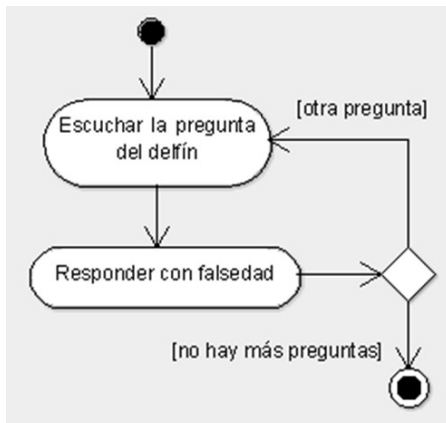 [otra pregunta]
Escuchar la pregunta
del delfín
Responder con falsedad
[no hay más preguntas]